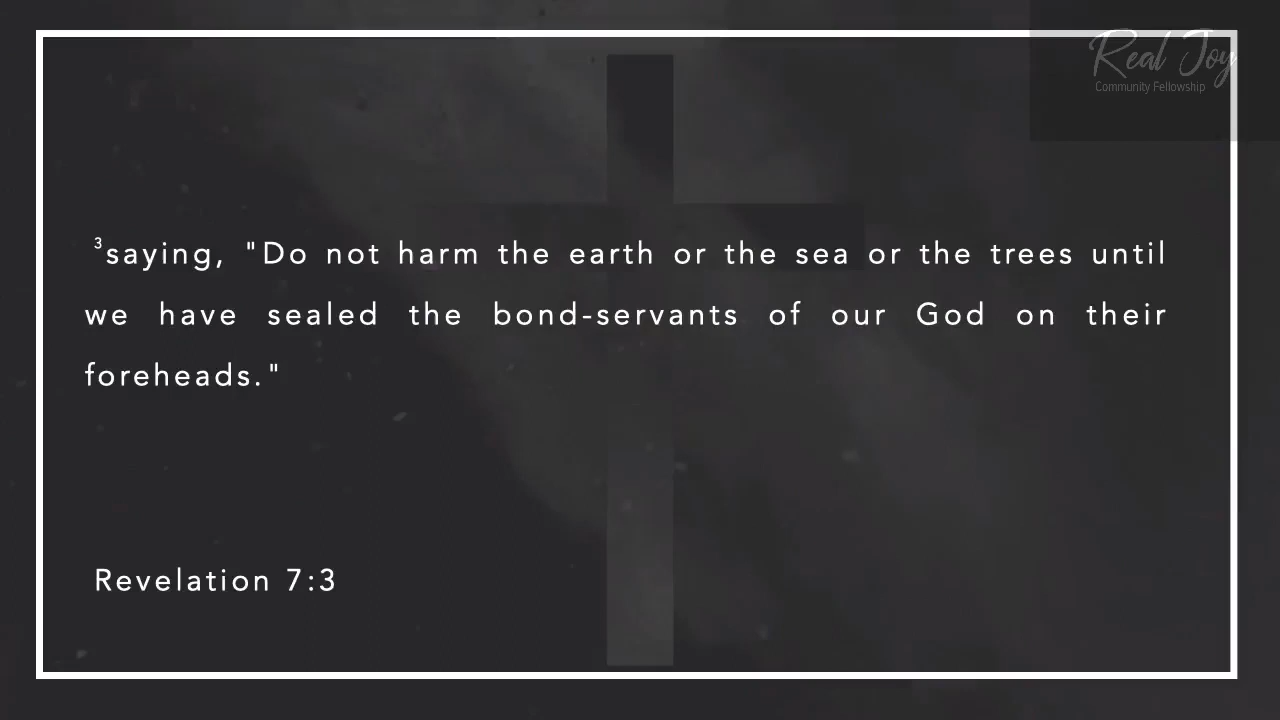 Real Joy
Community Fellowship
³saying, "Do not harm the earth or the sea or the trees until
we have sealed the bond-servants of our God on their
foreheads."
Revelation 7:3